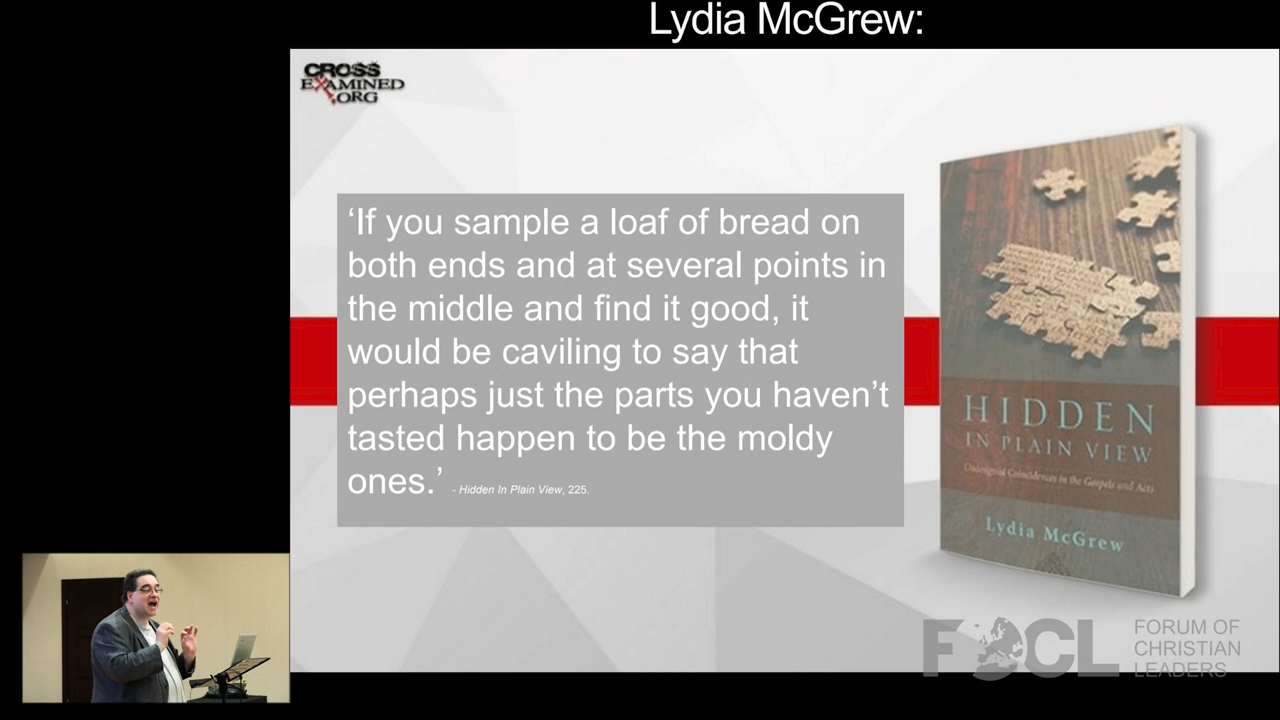 Lydia McGrew:
CROSS
EXAMINED
.ORG
‘If you sample a loaf of bread on
both ends and at several points in
the middle and find it good, it
would be caviling to say that
perhaps just the parts you haven’t
tasted happen to be the moldy
ones.’ - Hidden In Plain View, 225.
HIDDEN
IN PLAIN VIEW
Undesigned Coincidences in the Gospels and Acts
Lydia McGrew
FOCL
FORUM OF
CHRISTIAN
LEADERS